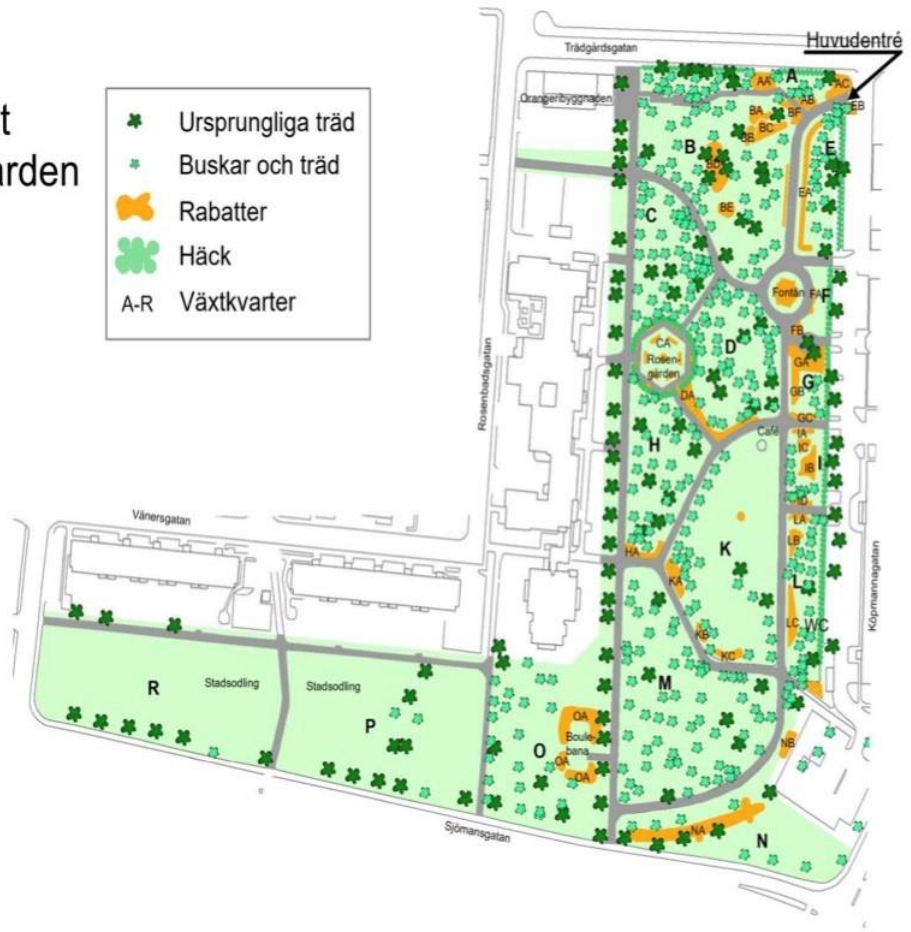 t
arden
Ursprungliga träd
Buskar och träd
Rabatter
Häck
A-R Växtkvarter
Huvudentré
Trädgårdsgatan
Orangeribyggnaden
AA
A
AC
AB
EB
BA
BF
BC
BB
B
E
BD
EA
BE
C
Fontän
FA
F
FB
CA
Rosen-
gården
D
GA
G
GB
DA
GC
Café
IA
IC
IB
I
H
ID
LA
LB
K
HA
KA
L
LC
WC
KB
KC
M
Rosenbadsgatan
Köpmannagatan
Vänersgatan
R
Stadsodling
Stadsodling
P
O
OA
Boule-
bana
OA
OA
NB
NA
N
Sjömansgatan